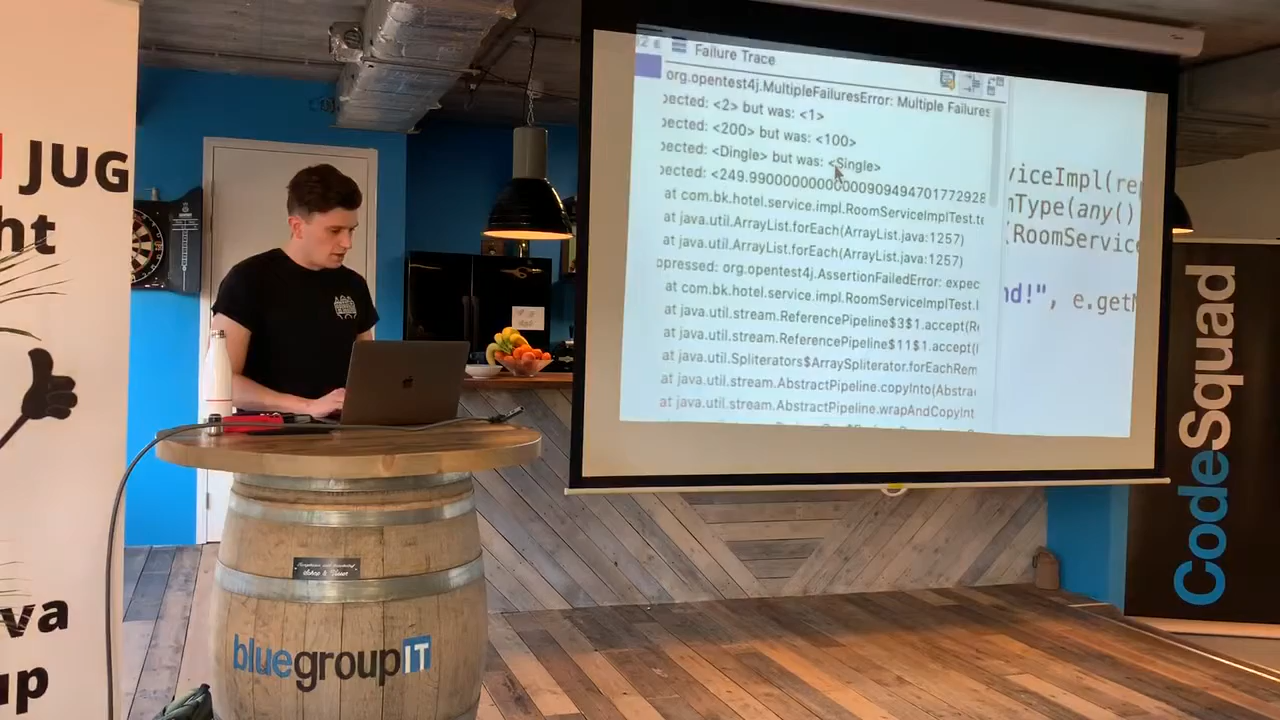 JUG
ht
va
up
Failure Trace
org.opentest4j.MultipleFailuresError: Multiple Failures
pected: <2> but was: <1>
pected: <200> but was: <100>
pected: <Dingle> but was: <Single>
pected: <249.99000000000000909494701772928
at com.bk.hotel.service.impl.RoomServiceImplTest.te
at java.util.ArrayList.forEach(ArrayList.java:1257)
at java.util.ArrayList.forEach(ArrayList.java:1257)
ppressed: org.opentest4j.AssertionFailedError: expec
at com.bk.hotel.service.impl.RoomServiceImplTest.
at java.util.stream.ReferencePipeline$3$1.accept(R
at java.util.stream.ReferencePipeline$11$1.accept(
at java.util.Spliterators$ArraySpliterator.forEachRem
at java.util.stream.AbstractPipeline.copyInto(Abstra
at java.util.stream.AbstractPipeline.wrapAndCopyInt
viceImpl(rep
nType(any()
(RoomService
nd!", e.getM
CodeSquad
bluegroupIT